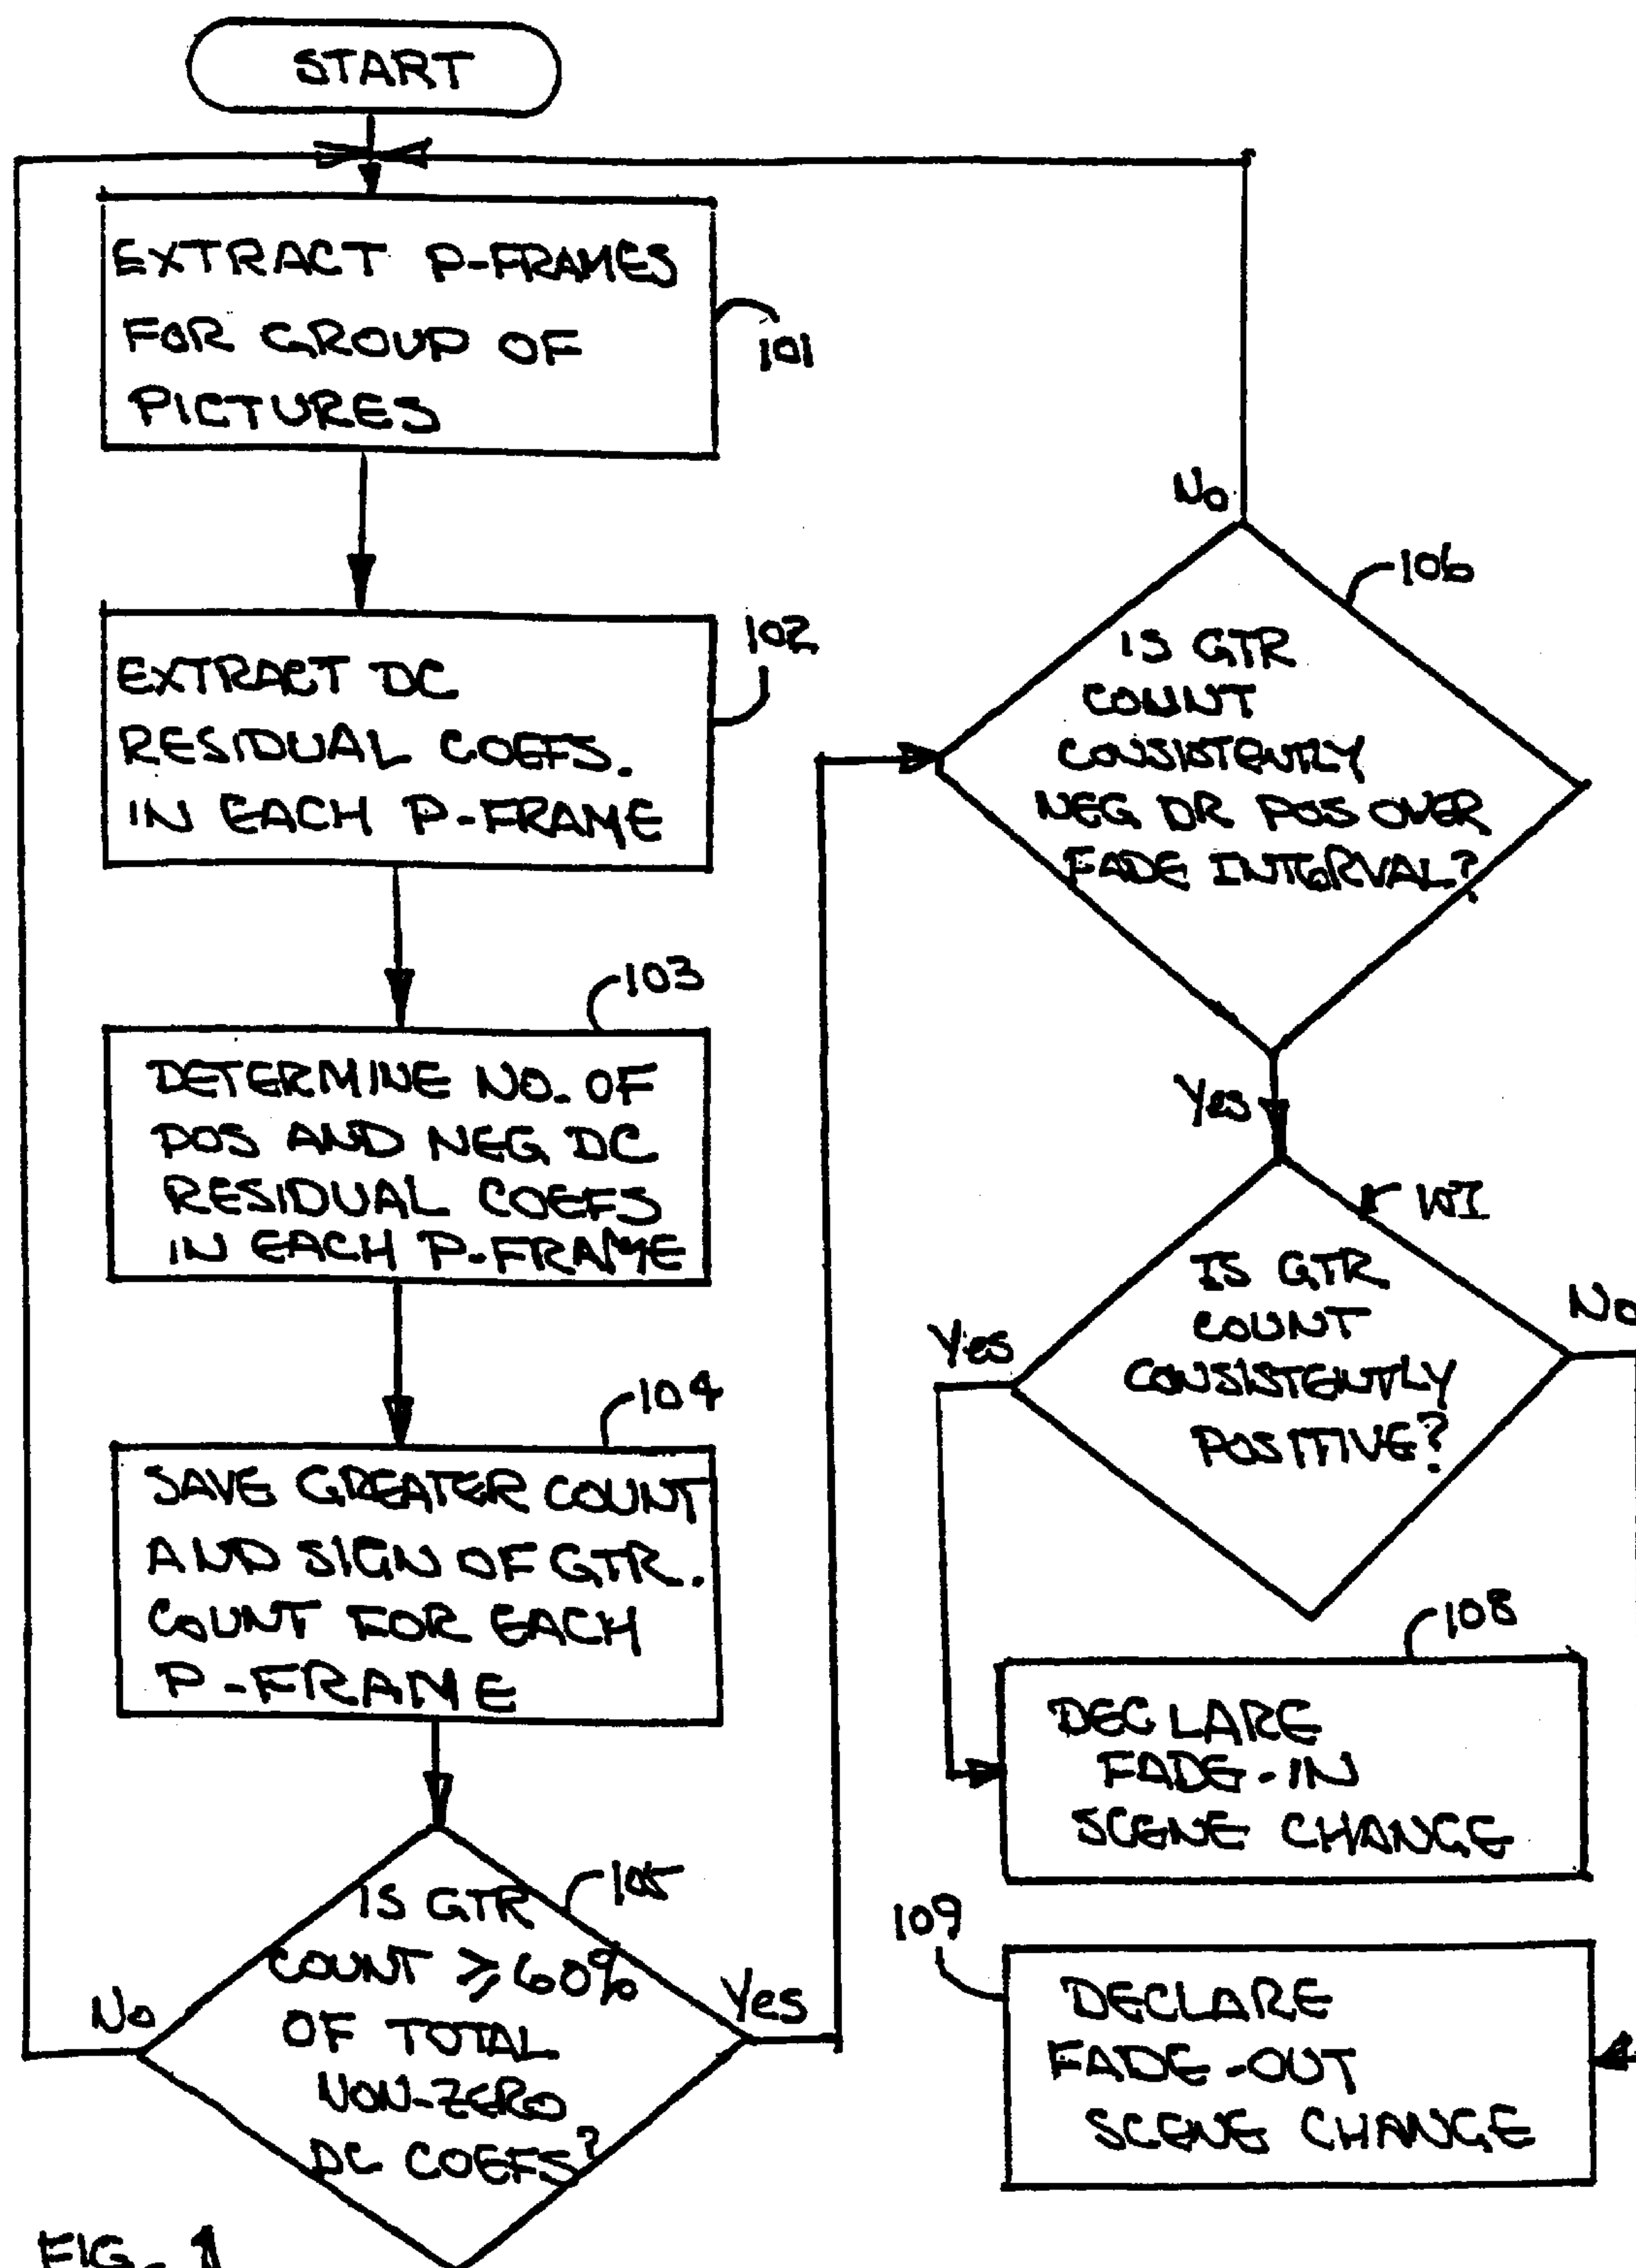 START
EXTRACT P-FRAMES
FOR GROUP OF
PICTURES
101
EXTRACT DC
RESIDUAL COEFS.
IN EACH P-FRAME
102
103
DETERMINE NO. OF
POS AND NEG DC
RESIDUAL COEFS
IN EACH P-FRAME
104
SAVE GREATER COUNT
AND SIGN OF GTR.
COUNT FOR EACH
P-FRAME
105
IS GTR
COUNT ≥ 60%
OF TOTAL
NON-ZERO
DC COEFS?
No
Yes
No
106
IS GTR
COUNT
CONSISTENTLY
NEG OR POS OVER
FADE INTERVAL?
Yes
IS GTR
COUNT
CONSISTENTLY
POSITIVE?
Yes
No
108
DECLARE
FADE-IN
SCENE CHANGE
109
DECLARE
FADE-OUT
SCENE CHANGE
FIG. 1